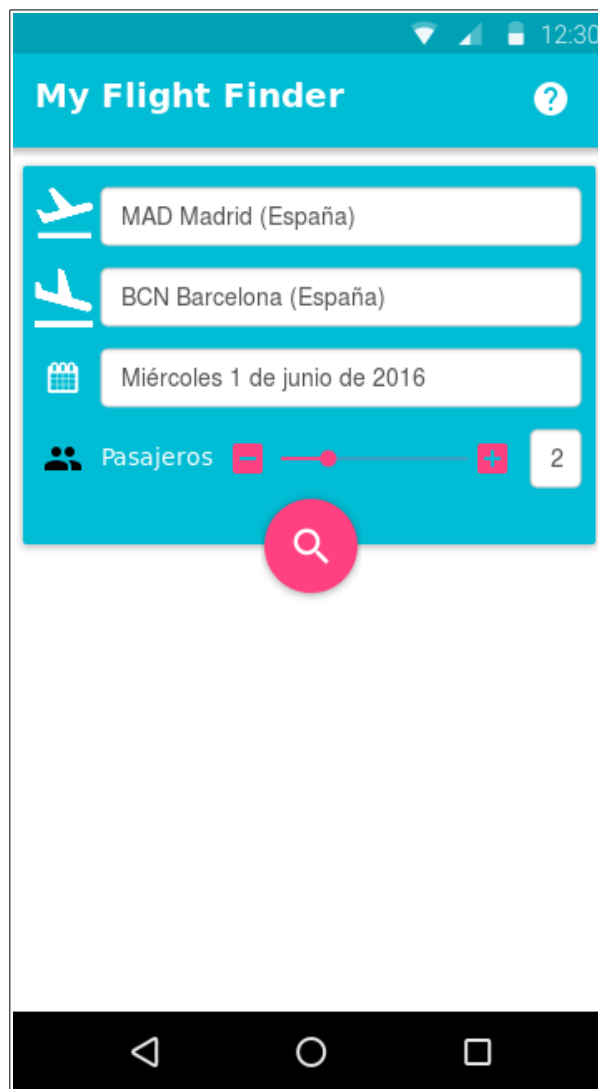 12:30
My Flight Finder
MAD Madrid (España)
BCN Barcelona (España)
Miércoles 1 de junio de 2016
Pasajeros 2